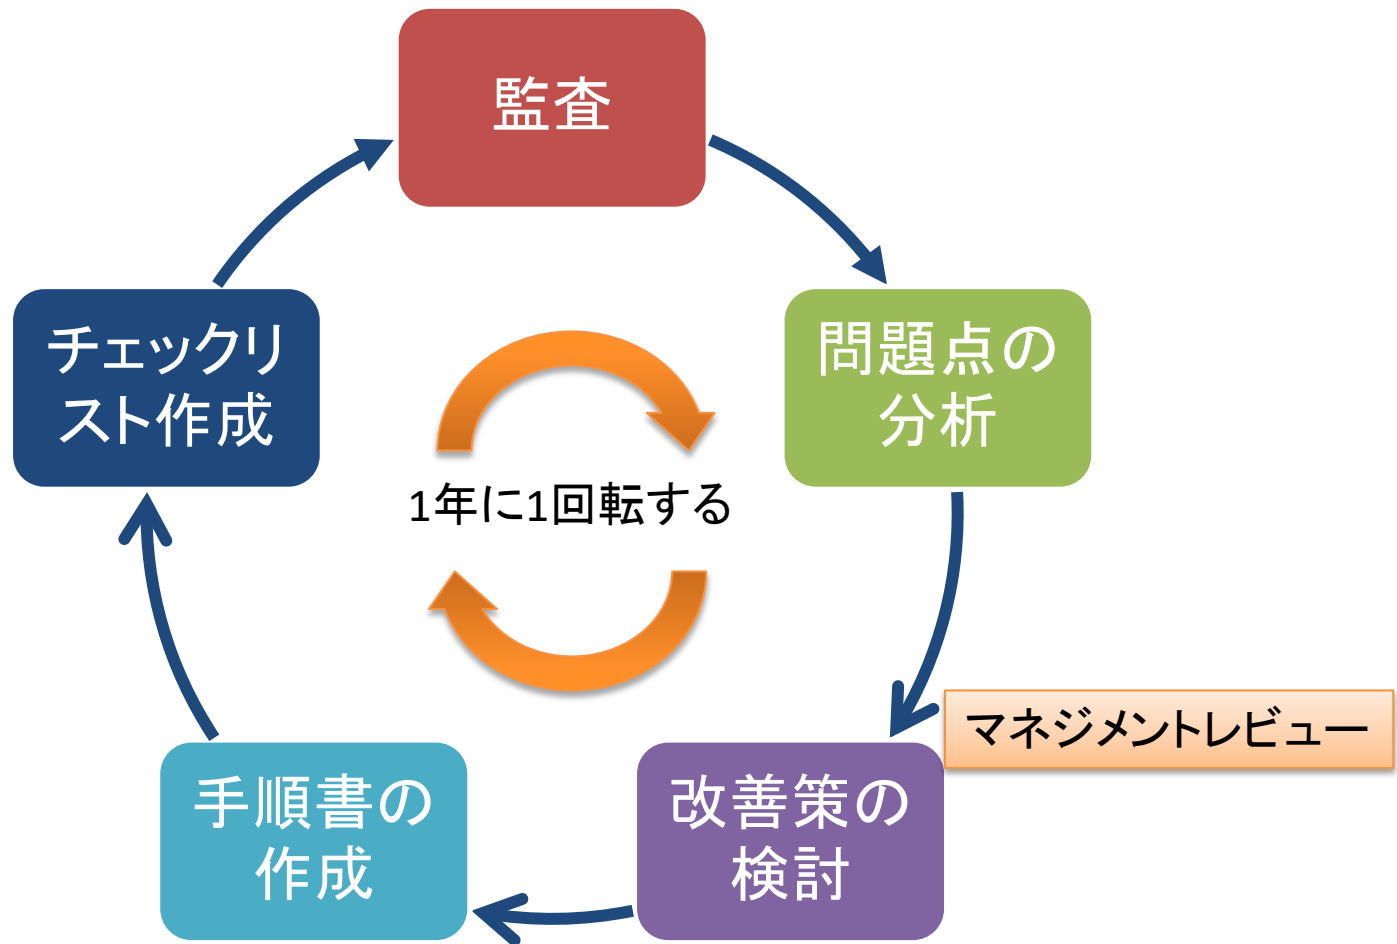 監査
問題点の
分析
マネジメントレビュー
改善策の
検討
手順書の
作成
チェックリ
スト作成
1年に1回転する